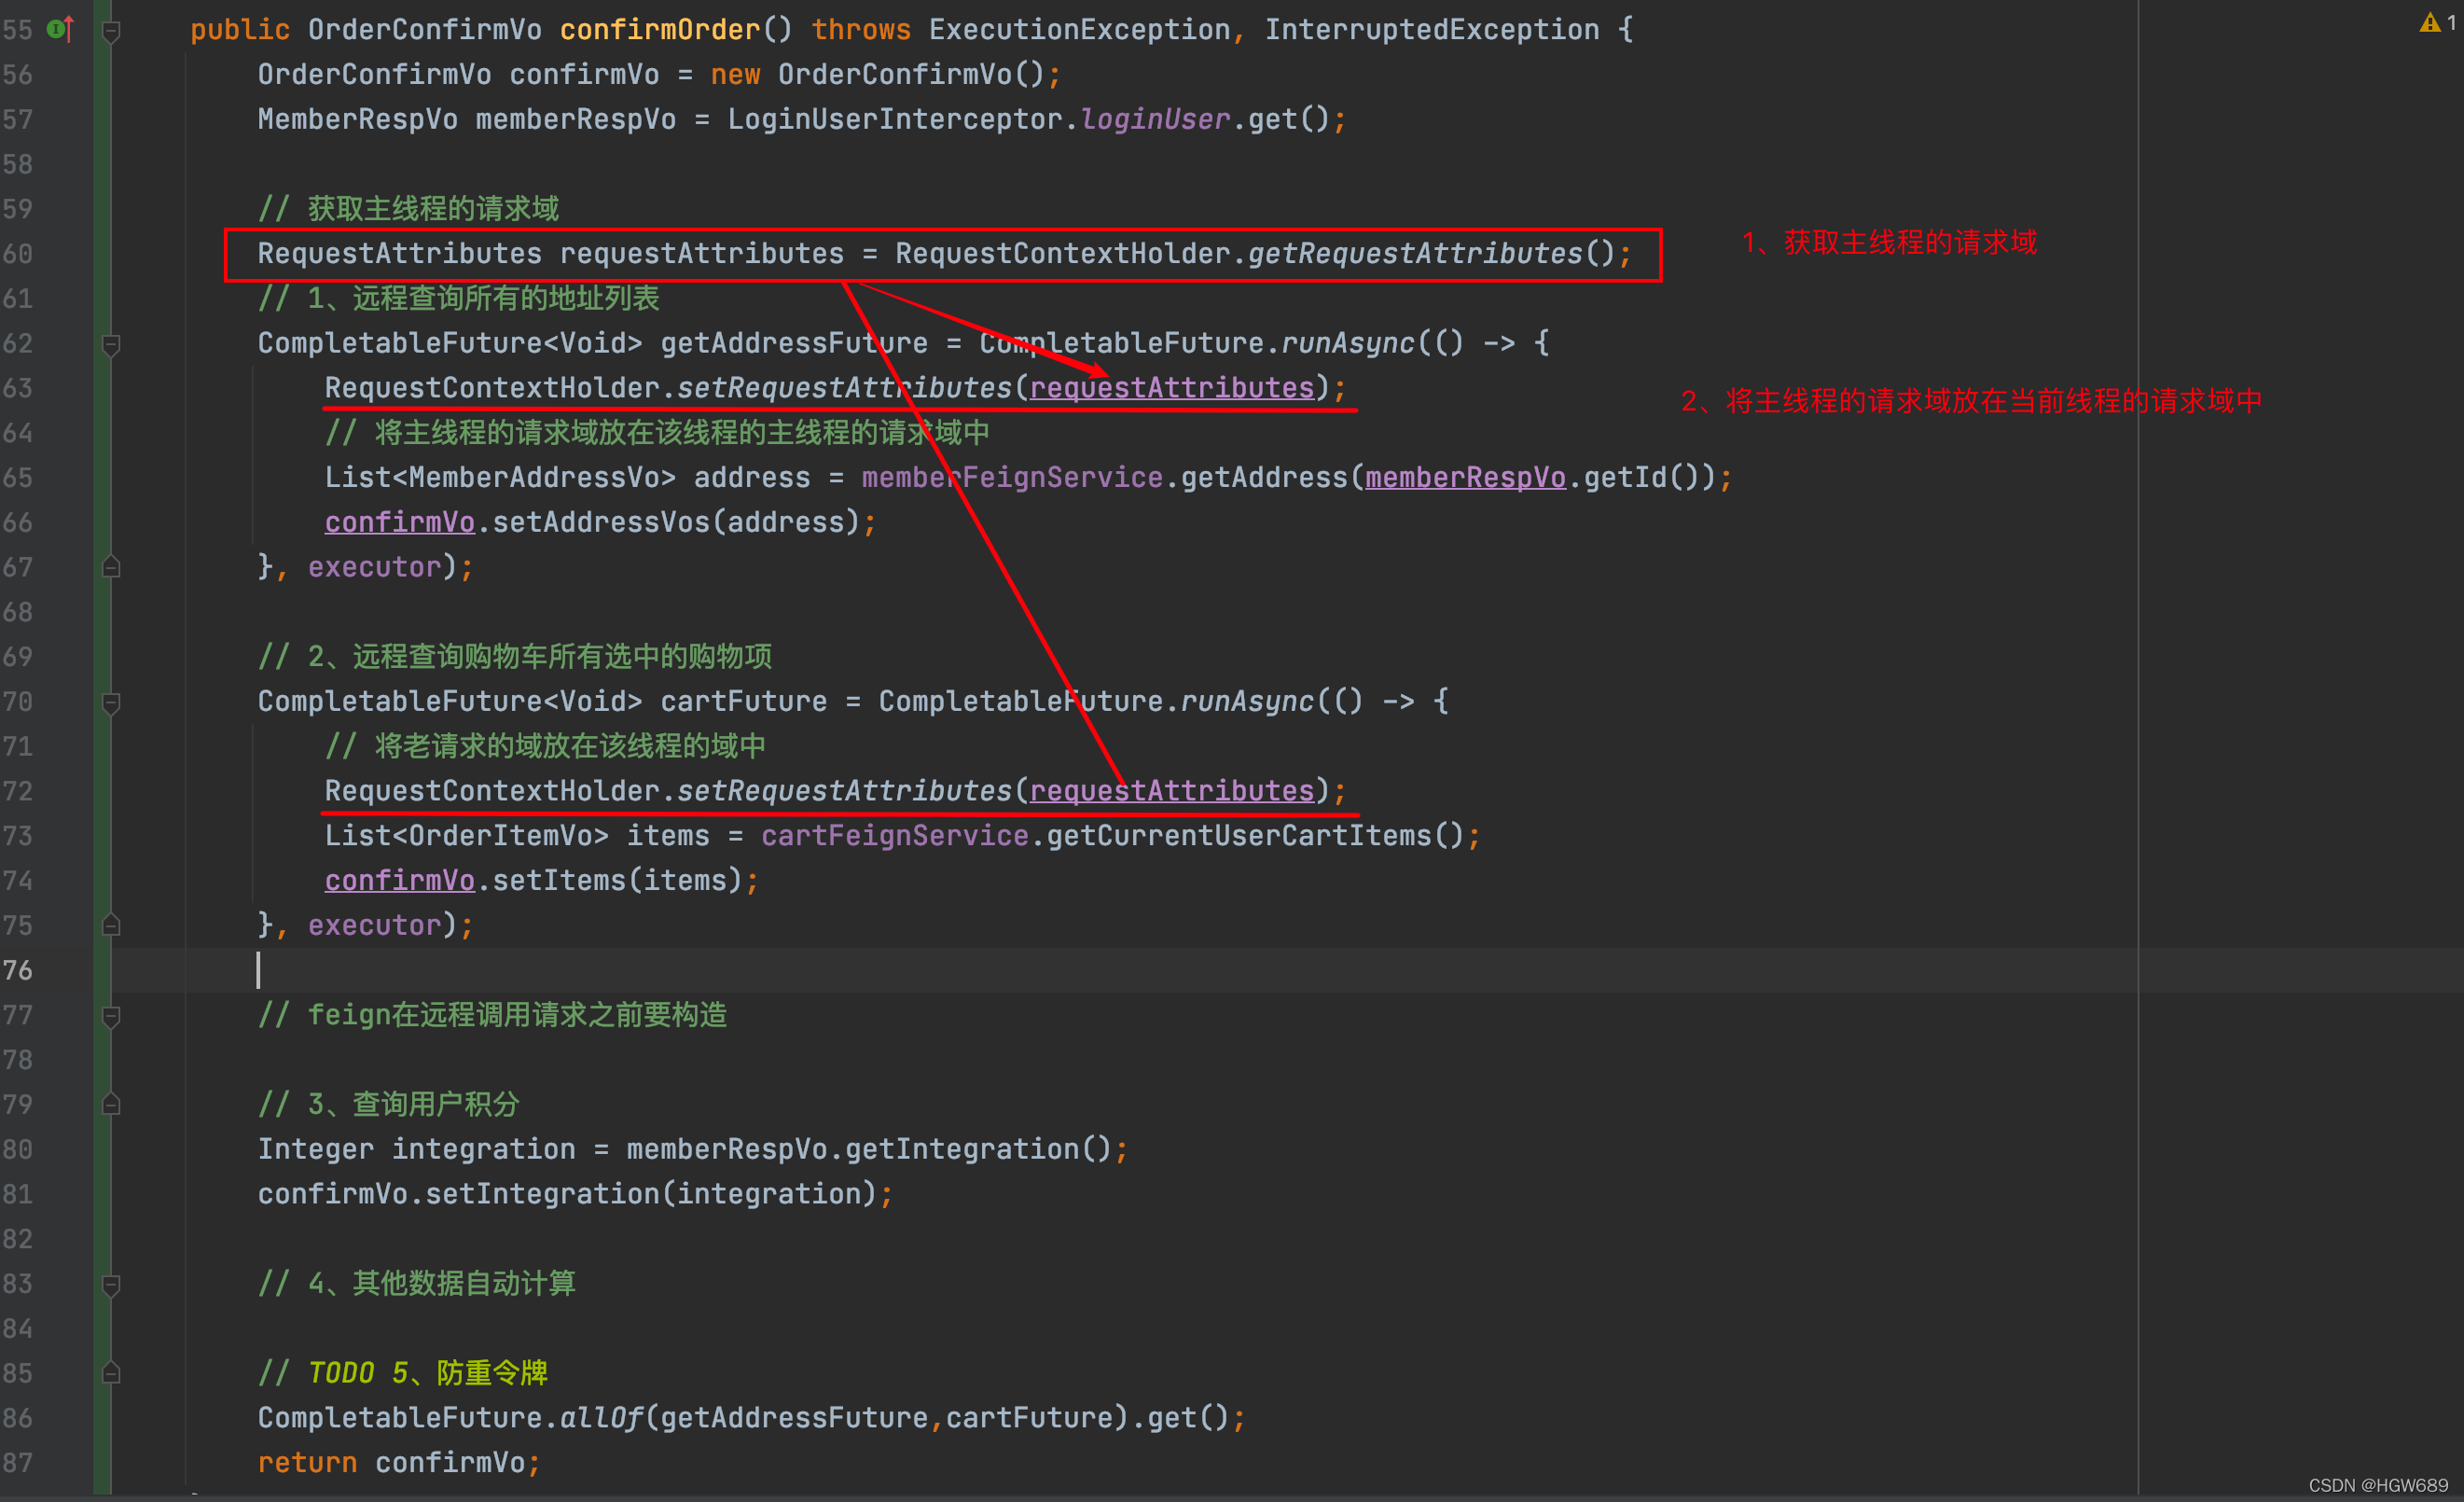 55 public OrderConfirmVo confirmOrder() throws ExecutionException, InterruptedException {
1
56 OrderConfirmVo confirmVo = new OrderConfirmVo();
57 MemberRespVo memberRespVo = LoginUserInterceptor.loginUser.get();
58
59 // 获取主线程的请求域
60 RequestAttributes requestAttributes = RequestContextHolder.getRequestAttributes();
1、获取主线程的请求域
61 // 1、远程查询所有的地址列表
62 CompletableFuture<Void> getAddressFuture = CompletableFuture.runAsync(() -> {
63 RequestContextHolder.setRequestAttributes(requestAttributes);
2、将主线程的请求域放在当前线程的请求域中
64 // 将主线程的请求域放在该线程的主线程的请求域中
65 List<MemberAddressVo> address = memberFeignService.getAddress(memberRespVo.getId());
66 confirmVo.setAddressVos(address);
67 }, executor);
68
69 // 2、远程查询购物车所有选中的购物项
70 CompletableFuture<Void> cartFuture = CompletableFuture.runAsync(() -> {
71 // 将老请求的域放在该线程的域中
72 RequestContextHolder.setRequestAttributes(requestAttributes);
73 List<OrderItemVo> items = cartFeignService.getCurrentUserCartItems();
74 confirmVo.setItems(items);
75 }, executor);
76
77 // feign在远程调用请求之前要构造
78
79 // 3、查询用户积分
80 Integer integration = memberRespVo.getIntegration();
81 confirmVo.setIntegration(integration);
82
83 // 4、其他数据自动计算
84
85 // TODO 5、防重令牌
86 CompletableFuture.allOf(getAddressFuture,cartFuture).get();
87 return confirmVo;
CSDN @HGW689